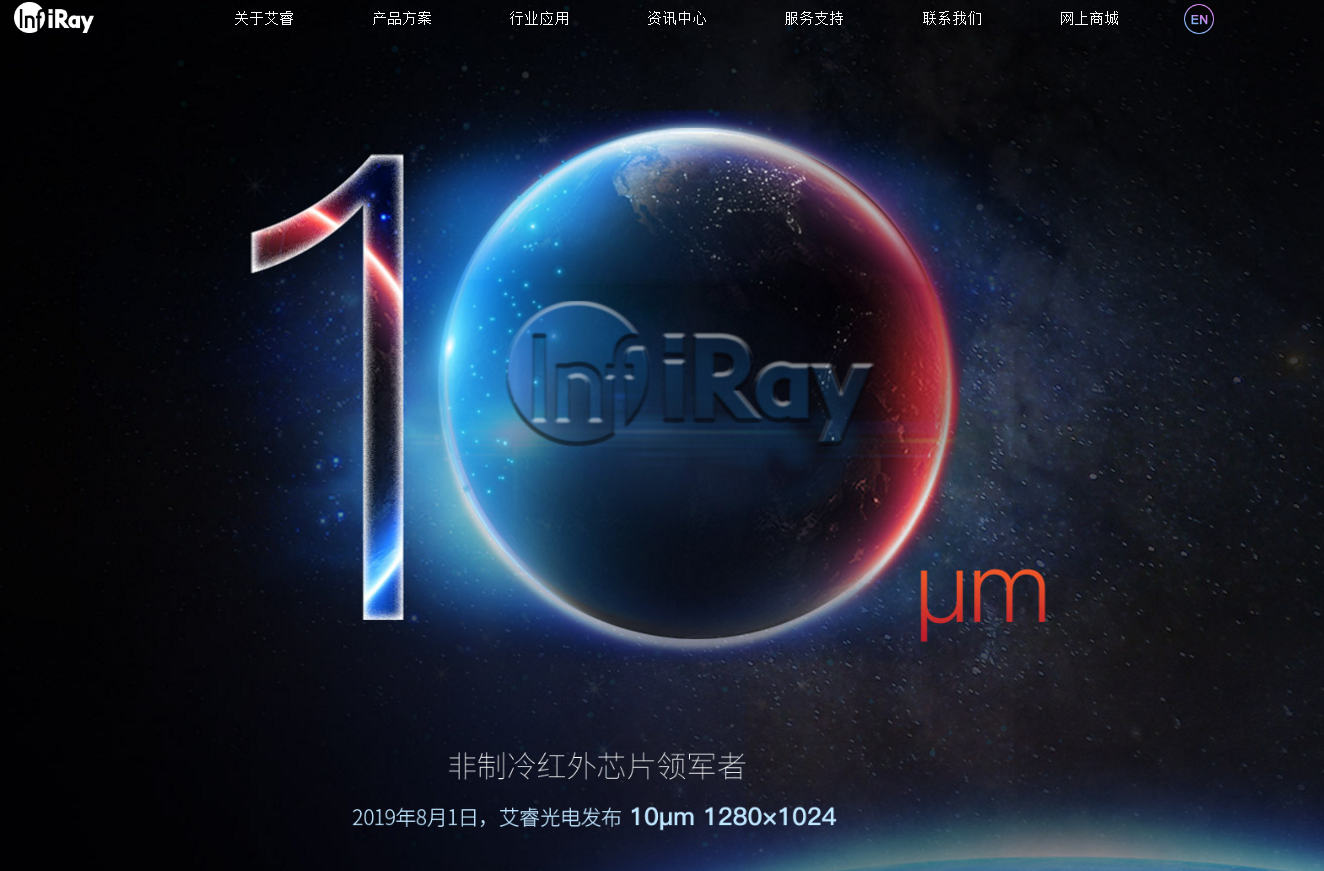 InfiRay 关于艾睿 产品方案 行业应用 资讯中心 服务支持 联系我们 网上商城 EN
10 μm
InfiRay
非制冷红外芯片领军者
2019年8月1日，艾睿光电发布 10μm 1280×1024